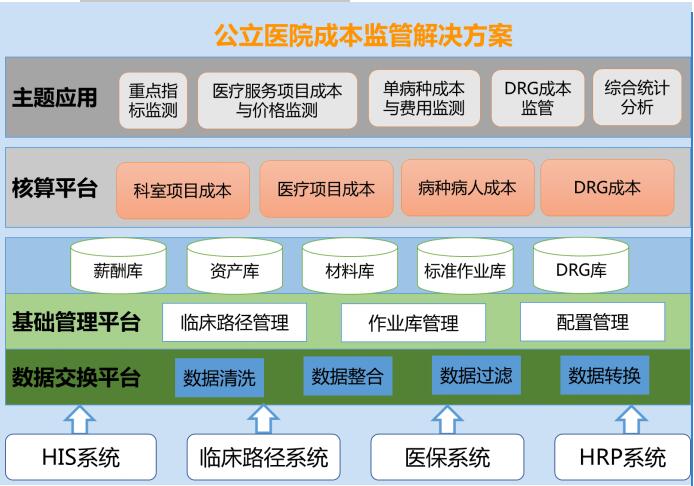 公立医院成本监管解决方案
主题应用
重点指
标监测
医疗服务项目成本
与价格监测
单病种成本
与费用监测
DRG成本
监管
综合统计
分析
核算平台
科室项目成本
医疗项目成本
病种病人成本
DRG成本
薪酬库
资产库
材料库
标准作业库
DRG库
基础管理平台
临床路径管理
作业库管理
配置管理
数据交换平台
数据清洗
数据整合
数据过滤
数据转换
HIS系统
临床路径系统
医保系统
HRP系统